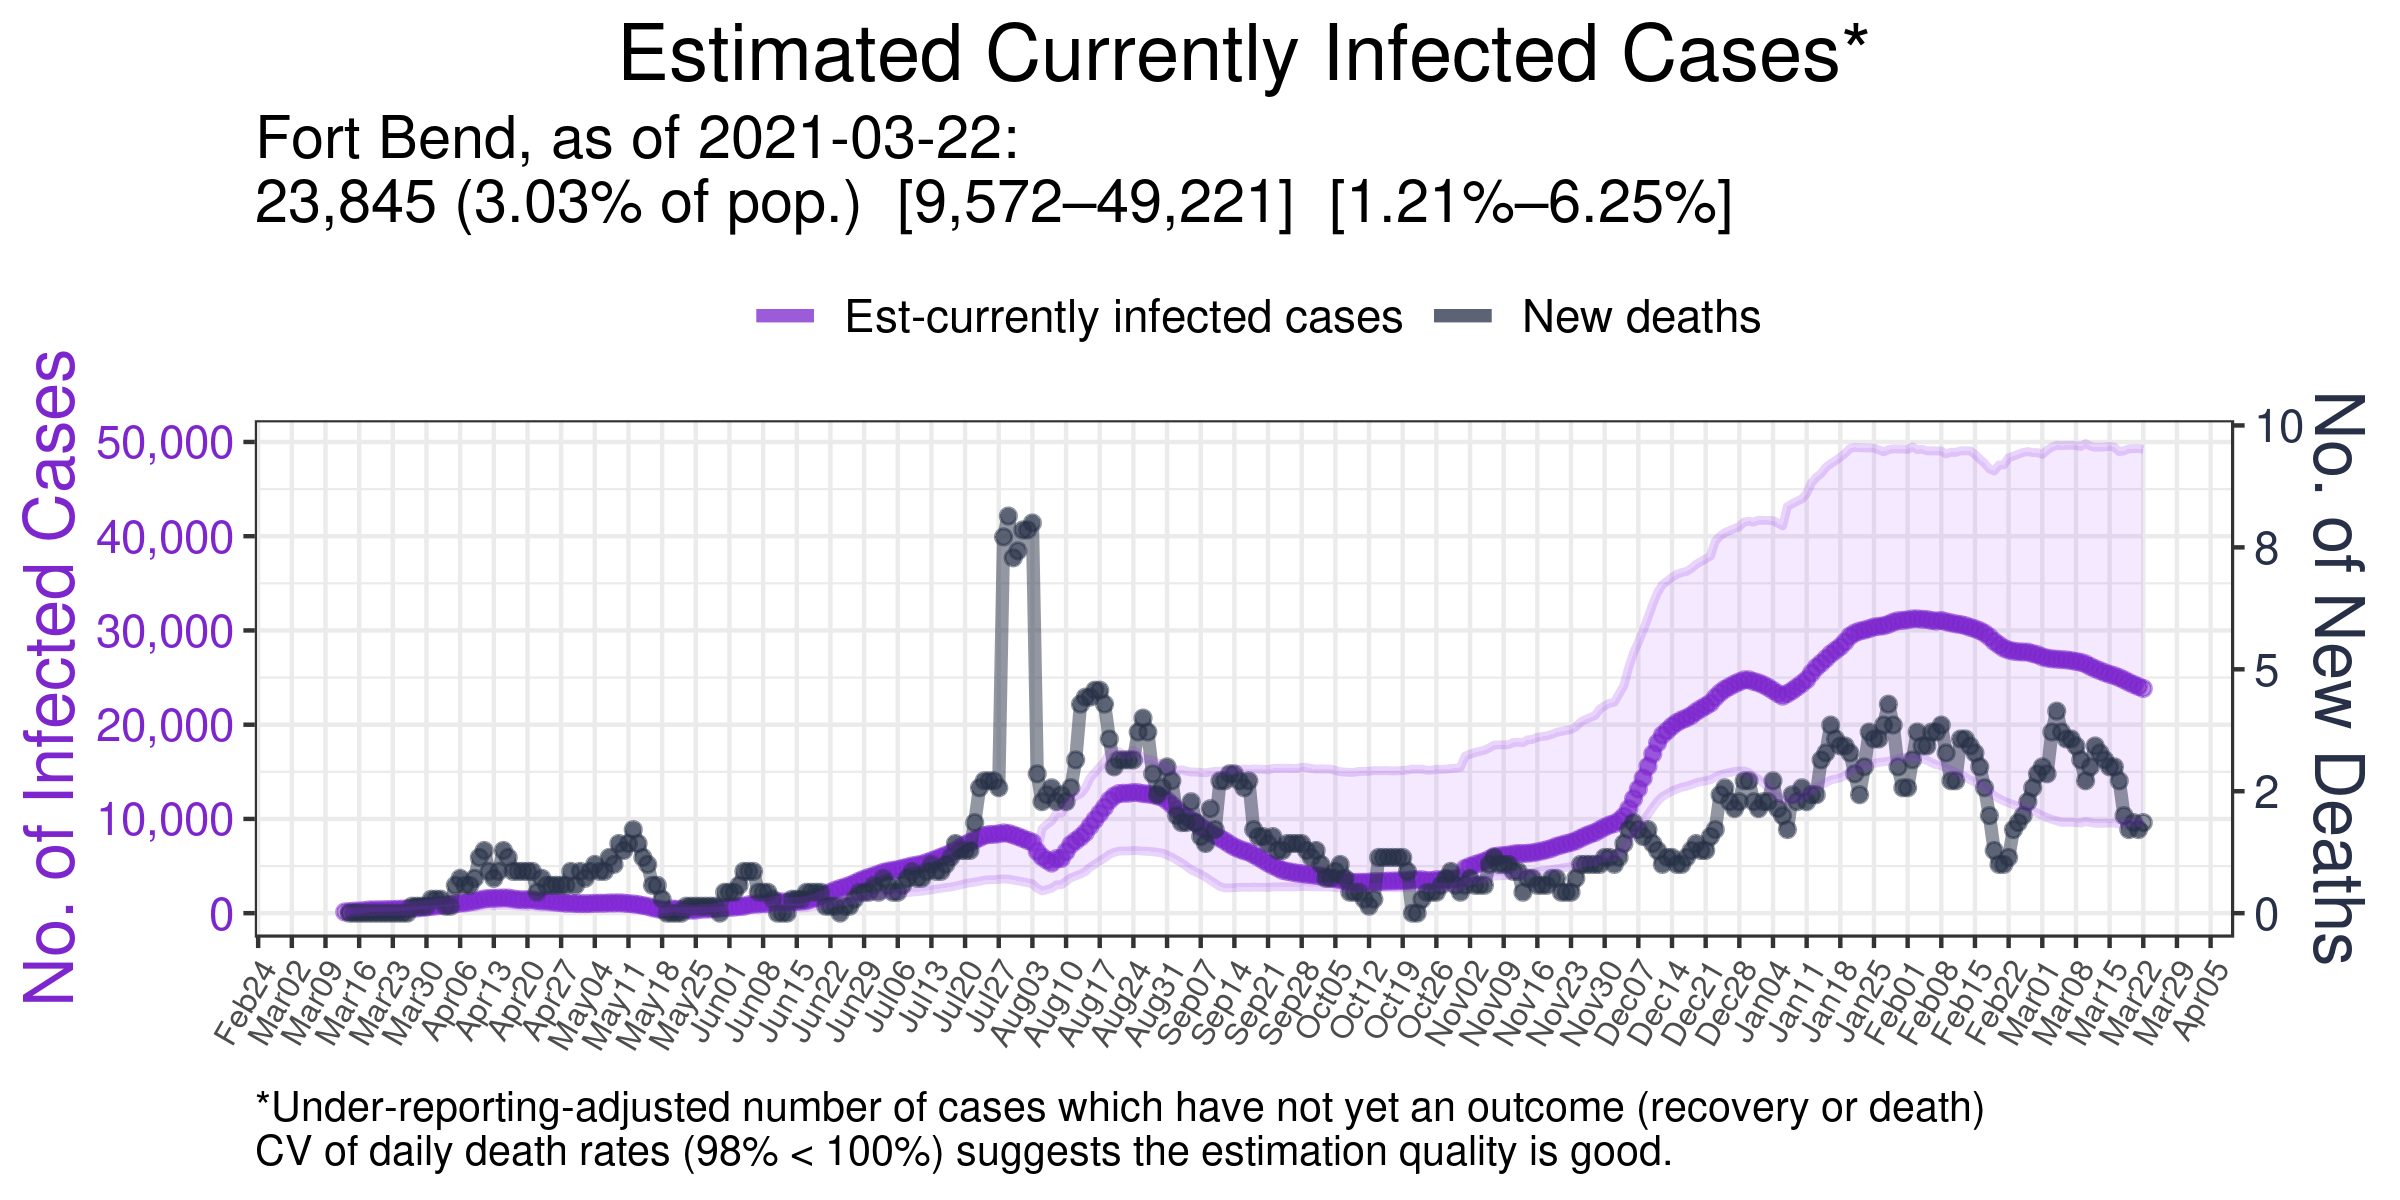 Estimated Currently Infected Cases*
Fort Bend, as of 2021-03-22:
23,845 (3.03% of pop.)  [9,572–49,221]  [1.21%–6.25%]
Est-currently infected cases
New deaths
No. of Infected Cases
50,000
40,000
30,000
20,000
10,000
0
10
8
5
2
0
No. of New Deaths
Feb24
Mar02
Mar09
Mar16
Mar23
Mar30
Apr06
Apr13
Apr20
Apr27
May04
May11
May18
May25
Jun01
Jun08
Jun15
Jun22
Jun29
Jul06
Jul13
Jul20
Jul27
Aug03
Aug10
Aug17
Aug24
Aug31
Sep07
Sep14
Sep21
Sep28
Oct05
Oct12
Oct19
Oct26
Nov02
Nov09
Nov16
Nov23
Nov30
Dec07
Dec14
Dec21
Dec28
Jan04
Jan11
Jan18
Jan25
Feb01
Feb08
Feb15
Feb22
Mar01
Mar08
Mar15
Mar22
Mar29
Apr05
*Under-reporting-adjusted number of cases which have not yet an outcome (recovery or death)
CV of daily death rates (98% < 100%) suggests the estimation quality is good.